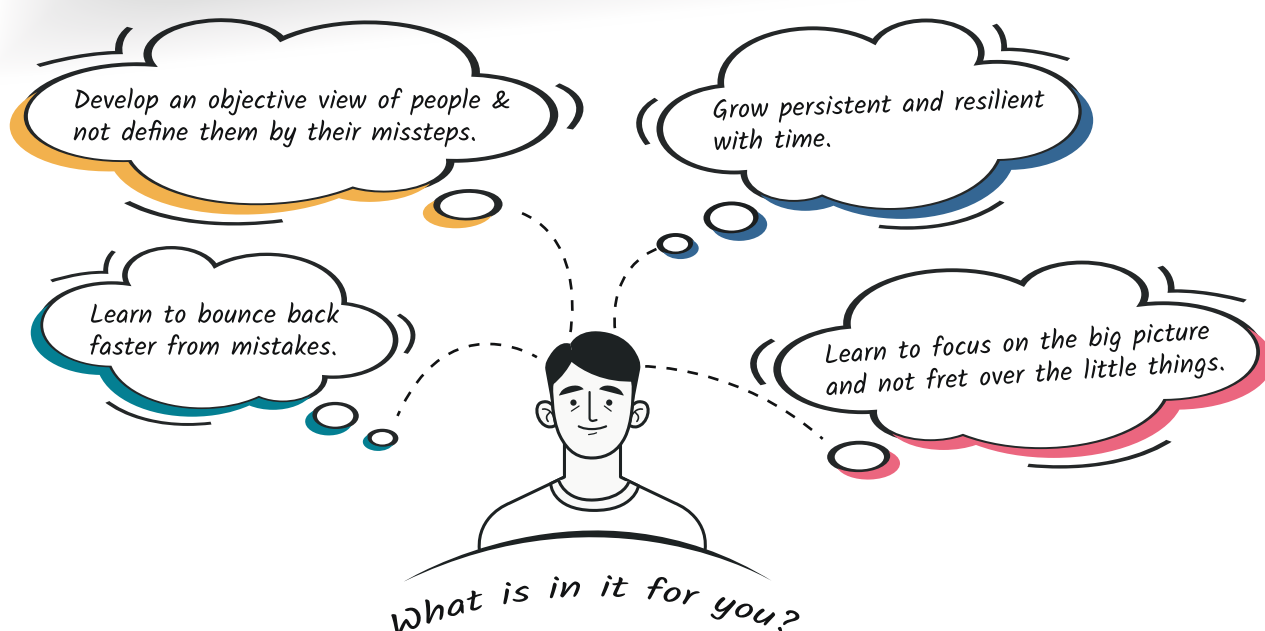 Develop an objective view of people &
not define them by their missteps.
Grow persistent and resilient
with time.
Learn to bounce back
faster from mistakes.
Learn to focus on the big picture
and not fret over the little things.
What is in it for you?